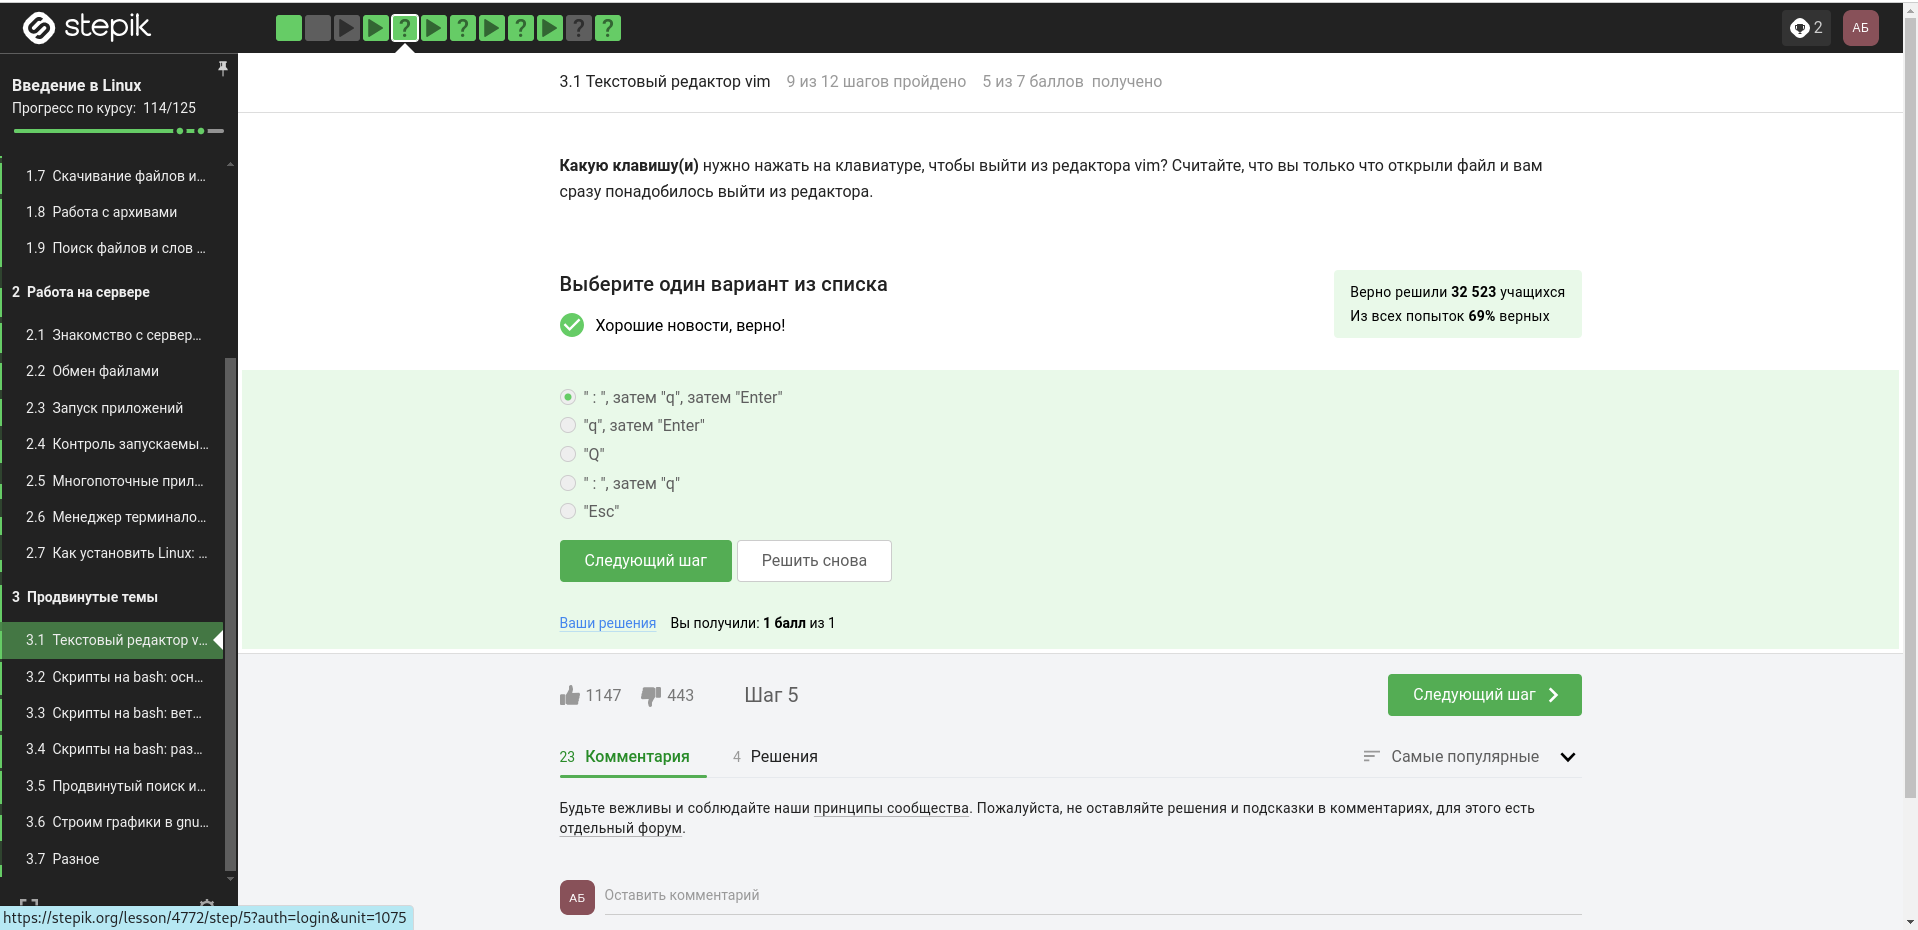 stepik
?
?
?
?
?
2
АБ
Введение в Linux
Прогресс по курсу: 114/125
1.7 Скачивание файлов и…
1.8 Работа с архивами
1.9 Поиск файлов и слов …
2 Работа на сервере
2.1 Знакомство с сервер…
2.2 Обмен файлами
2.3 Запуск приложений
2.4 Контроль запускаемы…
2.5 Многопоточные прил…
2.6 Менеджер терминало…
2.7 Как установить Linux: …
3 Продвинутые темы
3.1 Текстовый редактор v…
3.2 Скрипты на bash: осн…
3.3 Скрипты на bash: вет…
3.4 Скрипты на bash: раз…
3.5 Продвинутый поиск и…
3.6 Строим графики в gnu…
3.7 Разное
https://stepik.org/lesson/4772/step/5?auth=login&unit=1075
3.1 Текстовый редактор vim 9 из 12 шагов пройдено 5 из 7 баллов получено
Какую клавишу(и) нужно нажать на клавиатуре, чтобы выйти из редактора vim? Считайте, что вы только что открыли файл и вам
сразу понадобилось выйти из редактора.
Выберите один вариант из списка
Хорошие новости, верно!
Верно решили 32 523 учащихся
Из всех попыток 69% верных
" : ", затем "q", затем "Enter"
"q", затем "Enter"
"Q"
" : ", затем "q"
"Esc"
Следующий шаг Решить снова
Ваши решения Вы получили: 1 балл из 1
1147 443 Шаг 5 Следующий шаг
23 Комментария 4 Решения Самые популярные
Будьте вежливы и соблюдайте наши принципы сообщества. Пожалуйста, не оставляйте решения и подсказки в комментариях, для этого есть
отдельный форум.
АБ Оставить комментарий